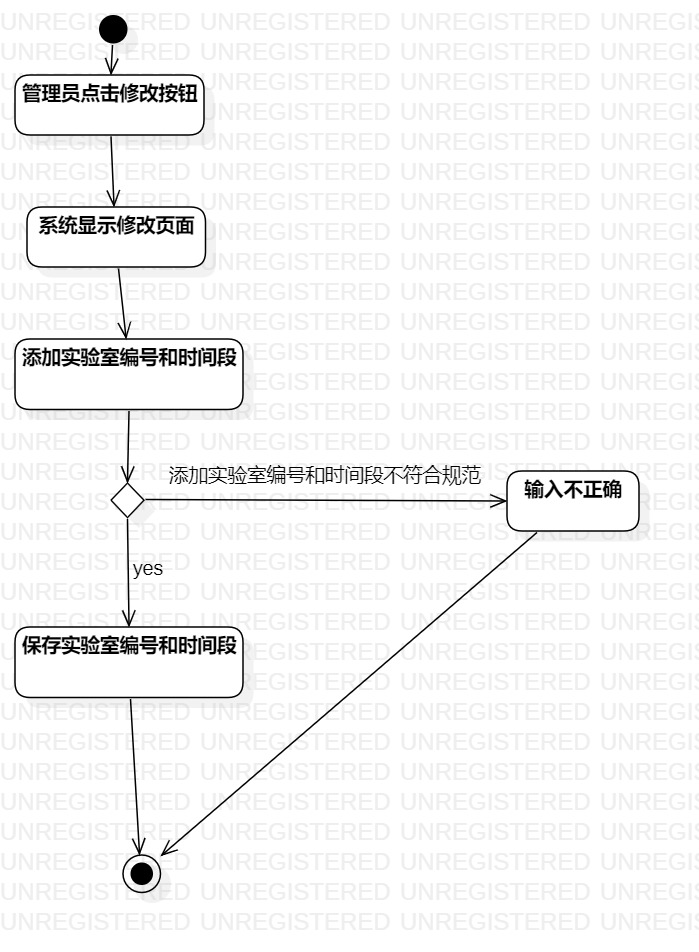 管理员点击修改按钮
系统显示修改页面
添加实验室编号和时间段
添加实验室编号和时间段不符合规范
输入不正确
yes
保存实验室编号和时间段
UNREGISTERED